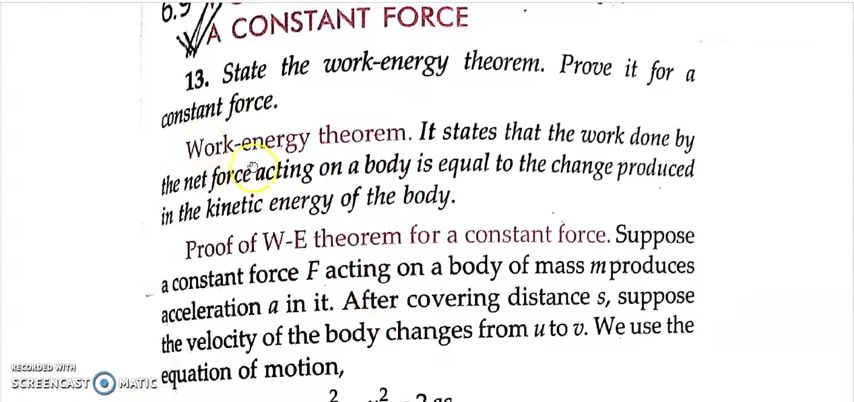 6.9
A CONSTANT FORCE
13. State the work-energy theorem. Prove it for a
constant force.
Work-energy theorem. It states that the work done by
the net force acting on a body is equal to the change produced
in the kinetic energy of the body.
Proof of W-E theorem for a constant force. Suppose
a constant force F acting on a body of mass m produces
acceleration a in it. After covering distance s, suppose
the velocity of the body changes from u to v. We use the
equation of motion,
RECORDED WITH
SCREENCAST MATIC